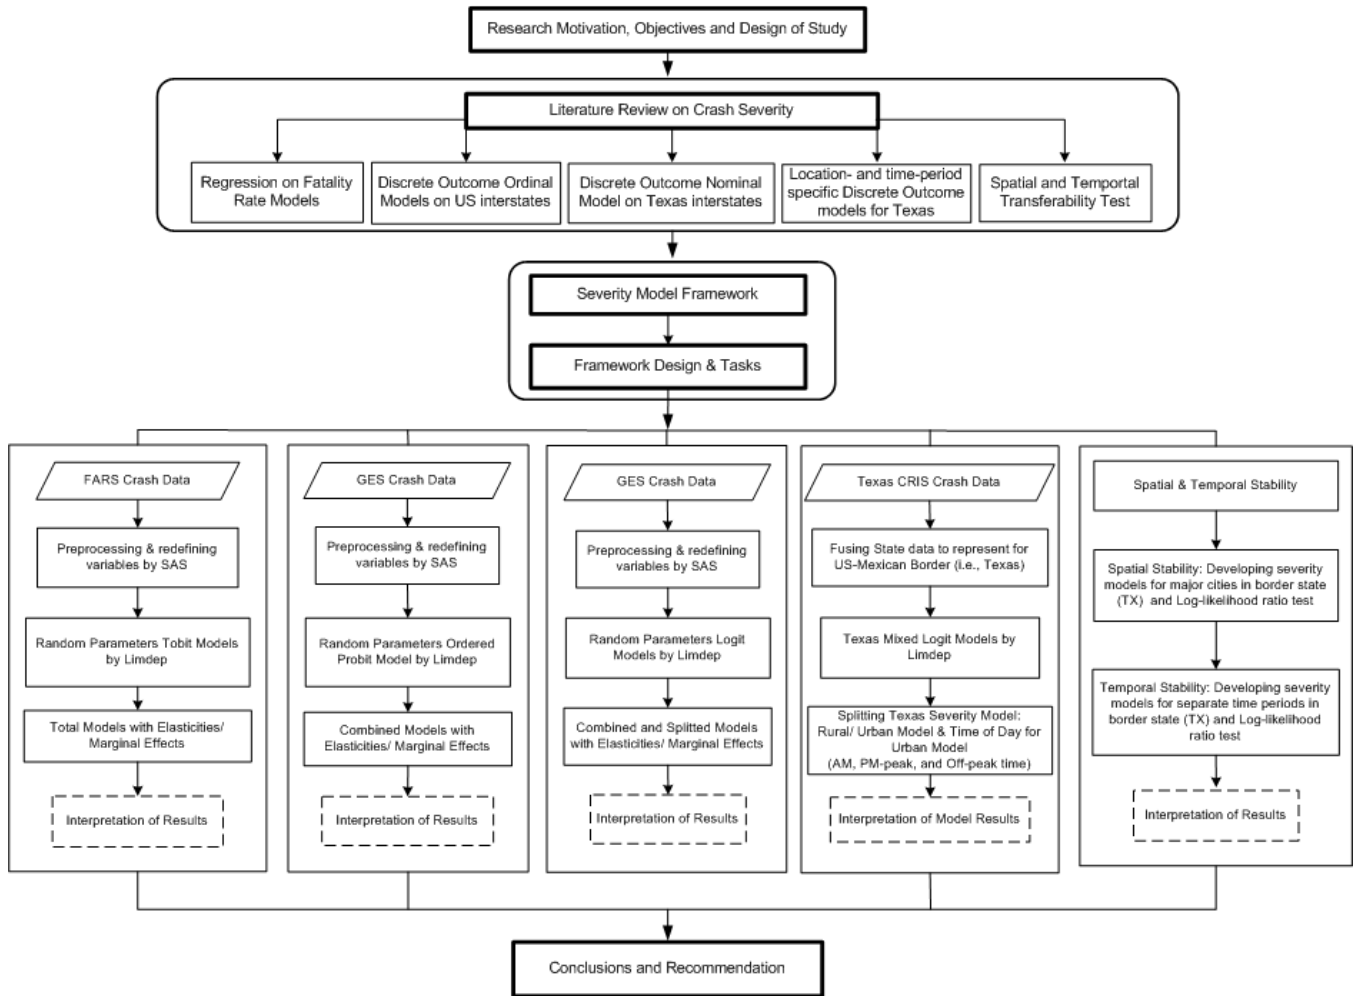 Research Motivation, Objectives and Design of Study
Literature Review on Crash Severity
Regression on Fatality
Rate Models
Discrete Outcome Ordinal
Models on US interstates
Discrete Outcome Nominal
Model on Texas interstates
Location- and time-period
specific Discrete Outcome
models for Texas
Spatial and Temportal
Transferability Test
Severity Model Framework
Framework Design & Tasks
FARS Crash Data
Preprocessing & redefining
variables by SAS
Random Parameters Tobit Models
by Limdep
Total Models with Elasticities/
Marginal Effects
Interpretation of Results
GES Crash Data
Preprocessing & redefining
variables by SAS
Random Parameters Ordered
Probit Model by Limdep
Combined Models with
Elasticities/ Marginal Effects
Interpretation of Results
GES Crash Data
Preprocessing & redefining
variables by SAS
Random Parameters Logit
Models by Limdep
Combined and Splitted Models
with Elasticities/ Marginal Effects
Interpretation of Results
Texas CRIS Crash Data
Fusing State data to represent for
US-Mexican Border (i.e., Texas)
Texas Mixed Logit Models by
Limdep
Splitting Texas Severity Model:
Rural/ Urban Model & Time of Day for
Urban Model
(AM, PM-peak, and Off-peak time)
Interpretation of Model Results
Spatial & Temporal Stability
Spatial Stability: Developing severity
models for major cities in border state
(TX) and Log-likelihood ratio test
Temporal Stability: Developing severity
models for separate time periods in
border state (TX) and Log-likelihood
ratio test
Interpretation of Results
Conclusions and Recommendation